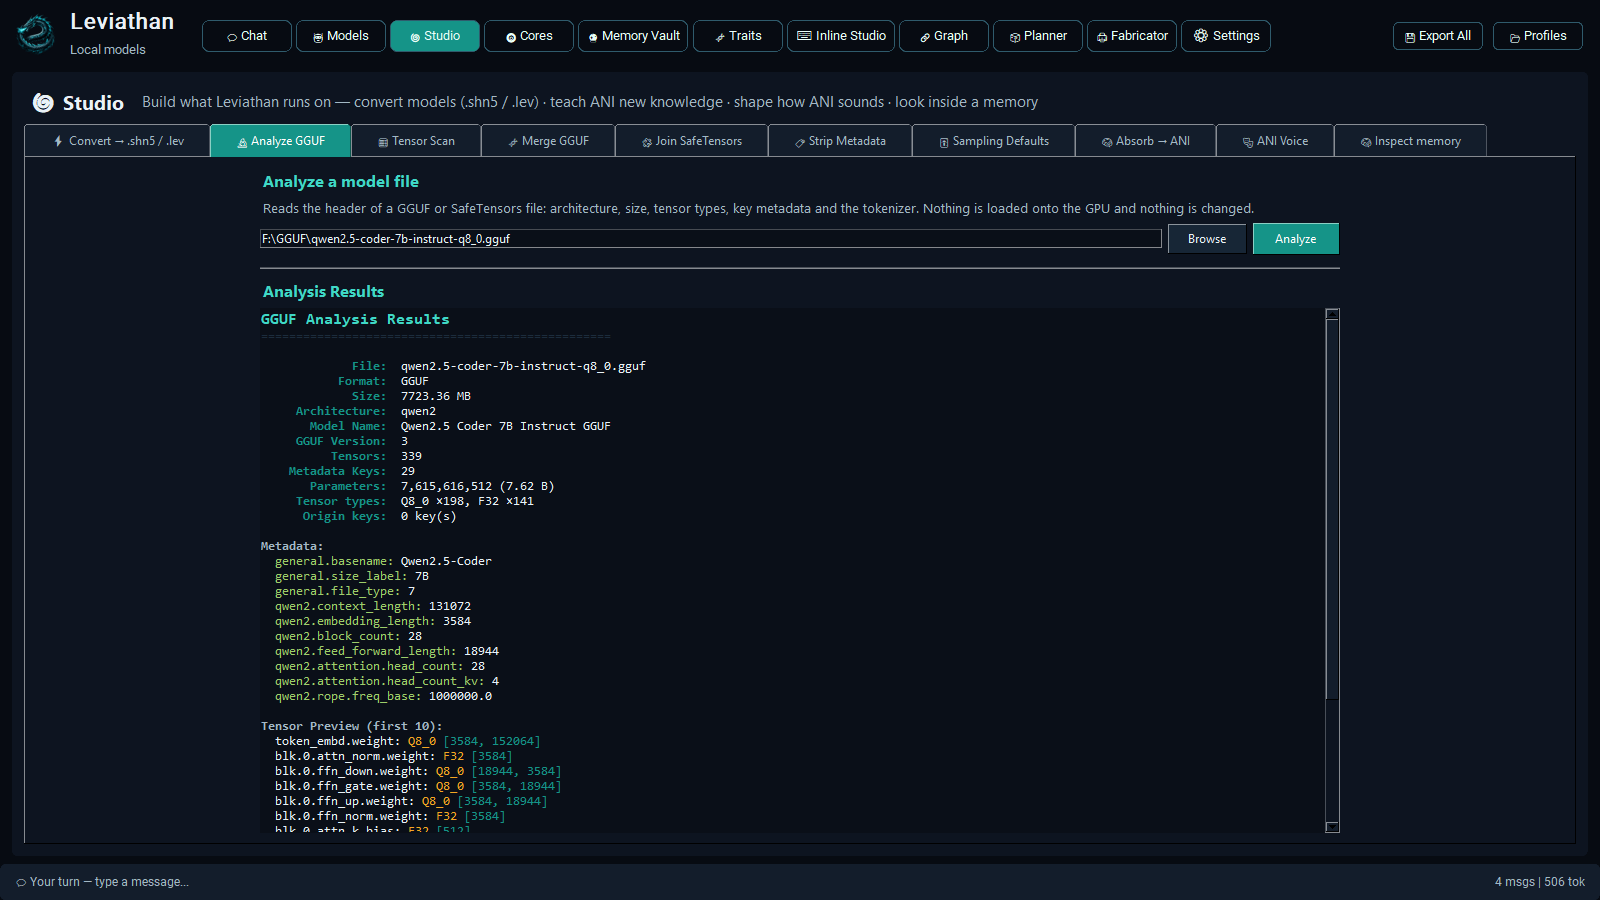 Leviathan
Local models
Chat
Models
Studio
Cores
Memory Vault
Traits
Inline Studio
Graph
Planner
Fabricator
Settings
Export All
Profiles
Studio
Build what Leviathan runs on — convert models (.shn5 / .lev) · teach ANI new knowledge · shape how ANI sounds · look inside a memory
Convert → .shn5 / .lev
Analyze GGUF
Tensor Scan
Merge GGUF
Join SafeTensors
Strip Metadata
Sampling Defaults
Absorb → ANI
ANI Voice
Inspect memory
Analyze a model file
Reads the header of a GGUF or SafeTensors file: architecture, size, tensor types, key metadata and the tokenizer. Nothing is loaded onto the GPU and nothing is changed.
F:\GGUF\qwen2.5-coder-7b-instruct-q8_0.gguf
Browse
Analyze
Analysis Results
GGUF Analysis Results
==================================================
File: qwen2.5-coder-7b-instruct-q8_0.gguf
Format: GGUF
Size: 7723.36 MB
Architecture: qwen2
Model Name: Qwen2.5 Coder 7B Instruct GGUF
GGUF Version: 3
Tensors: 339
Metadata Keys: 29
Parameters: 7,615,616,512 (7.62 B)
Tensor types: Q8_0 ×198, F32 ×141
Origin keys: 0 key(s)
Metadata:
general.basename: Qwen2.5-Coder
general.size_label: 7B
general.file_type: 7
qwen2.context_length: 131072
qwen2.embedding_length: 3584
qwen2.block_count: 28
qwen2.feed_forward_length: 18944
qwen2.attention.head_count: 28
qwen2.attention.head_count_kv: 4
qwen2.rope.freq_base: 1000000.0
Tensor Preview (first 10):
token_embd.weight: Q8_0 [3584, 152064]
blk.0.attn_norm.weight: F32 [3584]
blk.0.ffn_down.weight: Q8_0 [18944, 3584]
blk.0.ffn_gate.weight: Q8_0 [3584, 18944]
blk.0.ffn_up.weight: Q8_0 [3584, 18944]
blk.0.ffn_norm.weight: F32 [3584]
blk.0.attn_k.bias: F32 [512]
Your turn — type a message...
4 msgs | 506 tok